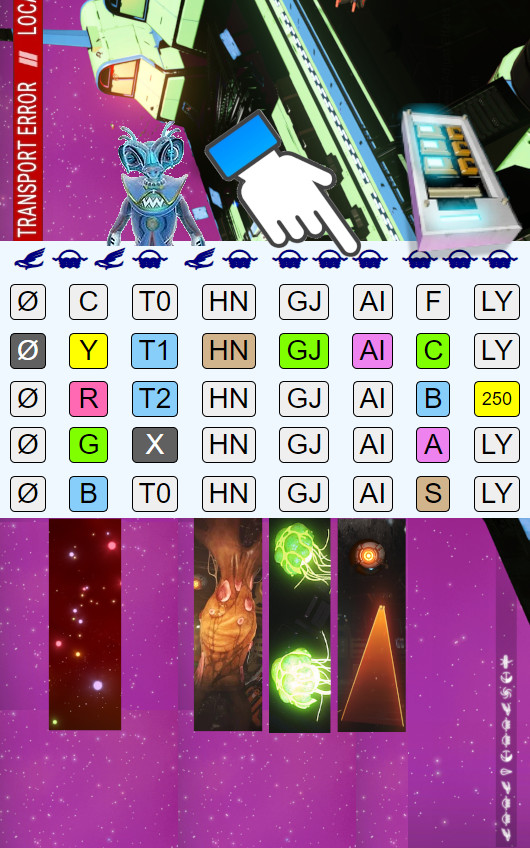 TRANSPORT ERROR /// LOCA
Ø C T0 HN GJ AI F LY
Ø Y T1 HN GJ AI C LY
Ø R T2 HN GJ AI B 250
Ø G X HN GJ AI A LY
Ø B T0 HN GJ AI S LY